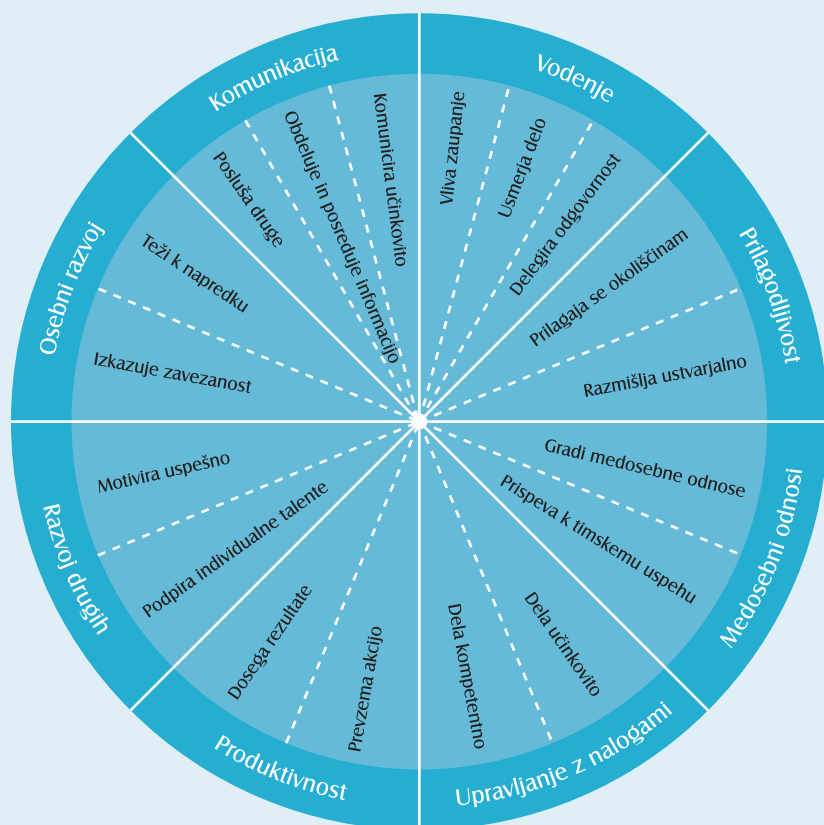 Komunikacija
Posluša druge
Obdeluje in posreduje informacijo
Komunicira učinkovito
Vodenje
Vliva zaupanje
Usmerja delo
Delegira odgovornost
Prilagodljivost
Prilagaja se okoliščinam
Razmišlja ustvarjalno
Medosebni odnosi
Gradi medosebne odnose
Prispeva k timskemu uspehu
Upravljanje z nalogami
Dela učinkovito
Dela kompetentno
Produktivnost
Prevzema akcijo
Dosega rezultate
Razvoj drugih
Podpira individualne talente
Motivira uspešno
Osebni razvoj
Izkazuje zavezanost
Teži k napredku